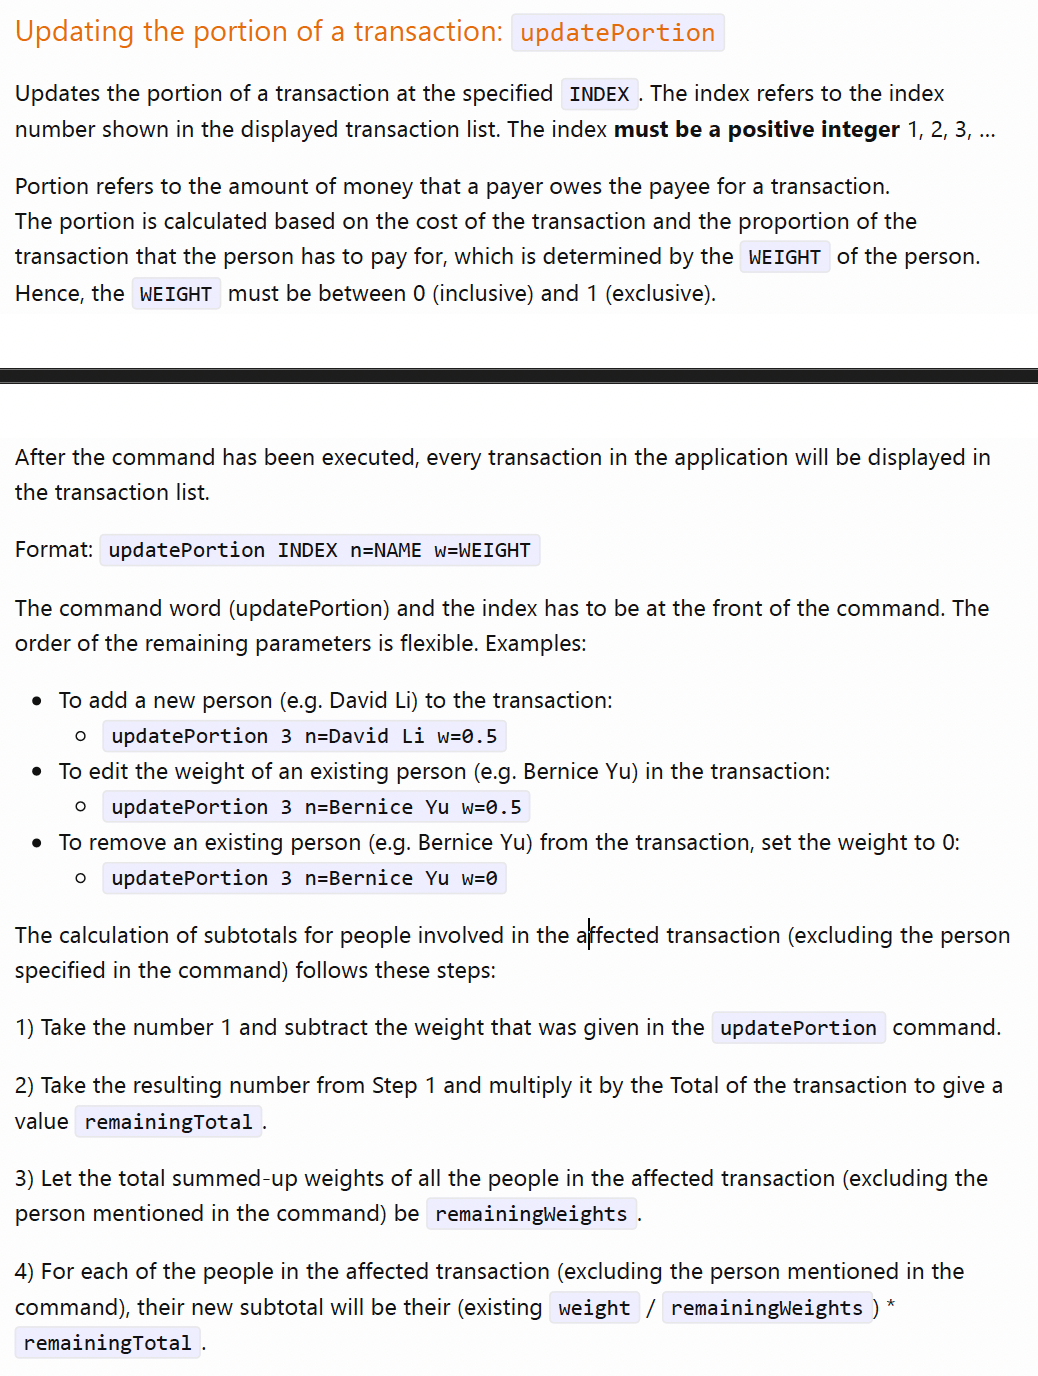 Updating the portion of a transaction: updatePortion
Updates the portion of a transaction at the specified INDEX. The index refers to the index
number shown in the displayed transaction list. The index must be a positive integer 1, 2, 3, ...
Portion refers to the amount of money that a payer owes the payee for a transaction.
The portion is calculated based on the cost of the transaction and the proportion of the
transaction that the person has to pay for, which is determined by the WEIGHT of the person.
Hence, the WEIGHT must be between 0 (inclusive) and 1 (exclusive).
After the command has been executed, every transaction in the application will be displayed in
the transaction list.
Format: updatePortion INDEX n=NAME w=WEIGHT
The command word (updatePortion) and the index has to be at the front of the command. The
order of the remaining parameters is flexible. Examples:
• To add a new person (e.g. David Li) to the transaction:
○ updatePortion 3 n=David Li w=0.5
• To edit the weight of an existing person (e.g. Bernice Yu) in the transaction:
○ updatePortion 3 n=Bernice Yu w=0.5
• To remove an existing person (e.g. Bernice Yu) from the transaction, set the weight to 0:
○ updatePortion 3 n=Bernice Yu w=0
The calculation of subtotals for people involved in the affected transaction (excluding the person
specified in the command) follows these steps:
1) Take the number 1 and subtract the weight that was given in the updatePortion command.
2) Take the resulting number from Step 1 and multiply it by the Total of the transaction to give a
value remainingTotal.
3) Let the total summed-up weights of all the people in the affected transaction (excluding the
person mentioned in the command) be remainingWeights.
4) For each of the people in the affected transaction (excluding the person mentioned in the
command), their new subtotal will be their (existing weight / remainingWeights) *
remainingTotal.